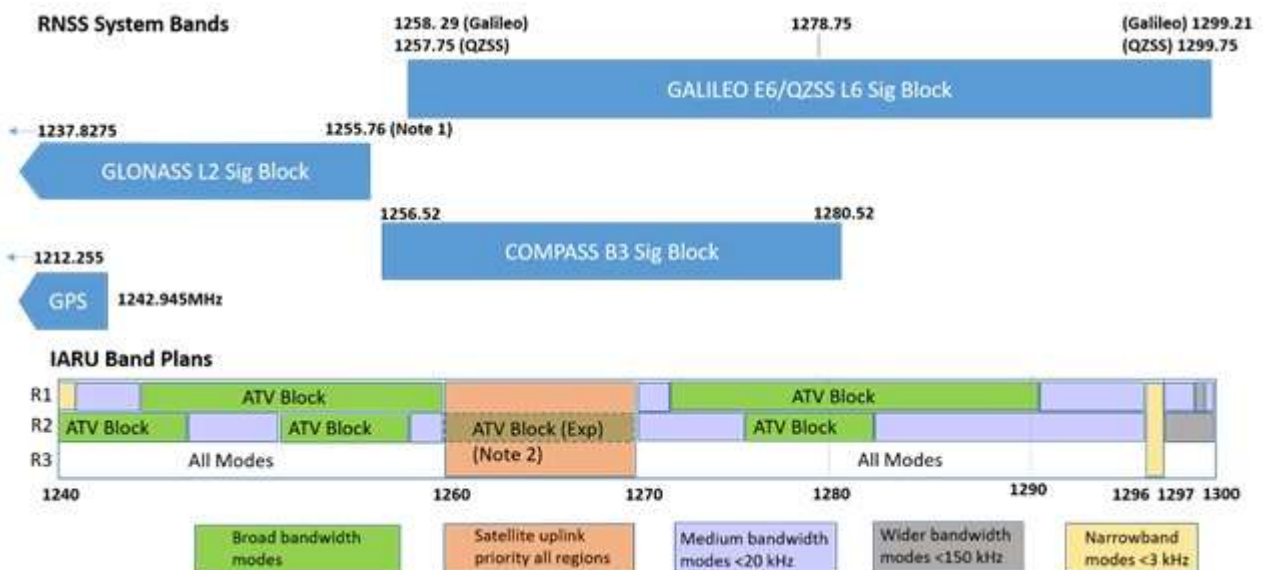 RNSS System Bands
1258. 29 (Galileo)
1257.75 (QZSS)
1278.75
(Galileo) 1299.21
(QZSS) 1299.75
GALILEO E6/QZSS L6 Sig Block
1237.8275
1255.76 (Note 1)
GLONASS L2 Sig Block
1256.52
1280.52
COMPASS B3 Sig Block
1212.255
GPS
1242.945MHz
IARU Band Plans
R1
ATV Block
ATV Block
R2
ATV Block
ATV Block
ATV Block (Exp)
(Note 2)
ATV Block
R3
All Modes
All Modes
1240
1260
1270
1280
1290
1296
1297
1300
Broad bandwidth
modes
Satellite uplink
priority all regions
Medium bandwidth
modes <20 kHz
Wider bandwidth
modes <150 kHz
Narrowband
modes <3 kHz